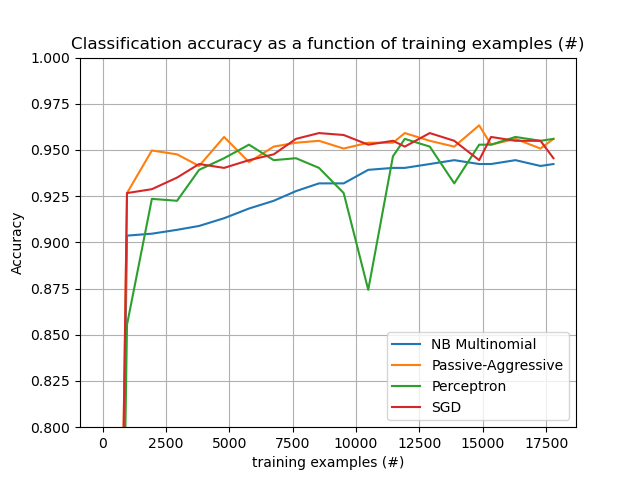 Classification accuracy as a function of training examples (#)
1.000
0.975
0.950
0.925
0.900
0.875
0.850
0.825
0.800
Accuracy
NB Multinomial
Passive-Aggressive
Perceptron
SGD
0 2500 5000 7500 10000 12500 15000 17500
training examples (#)